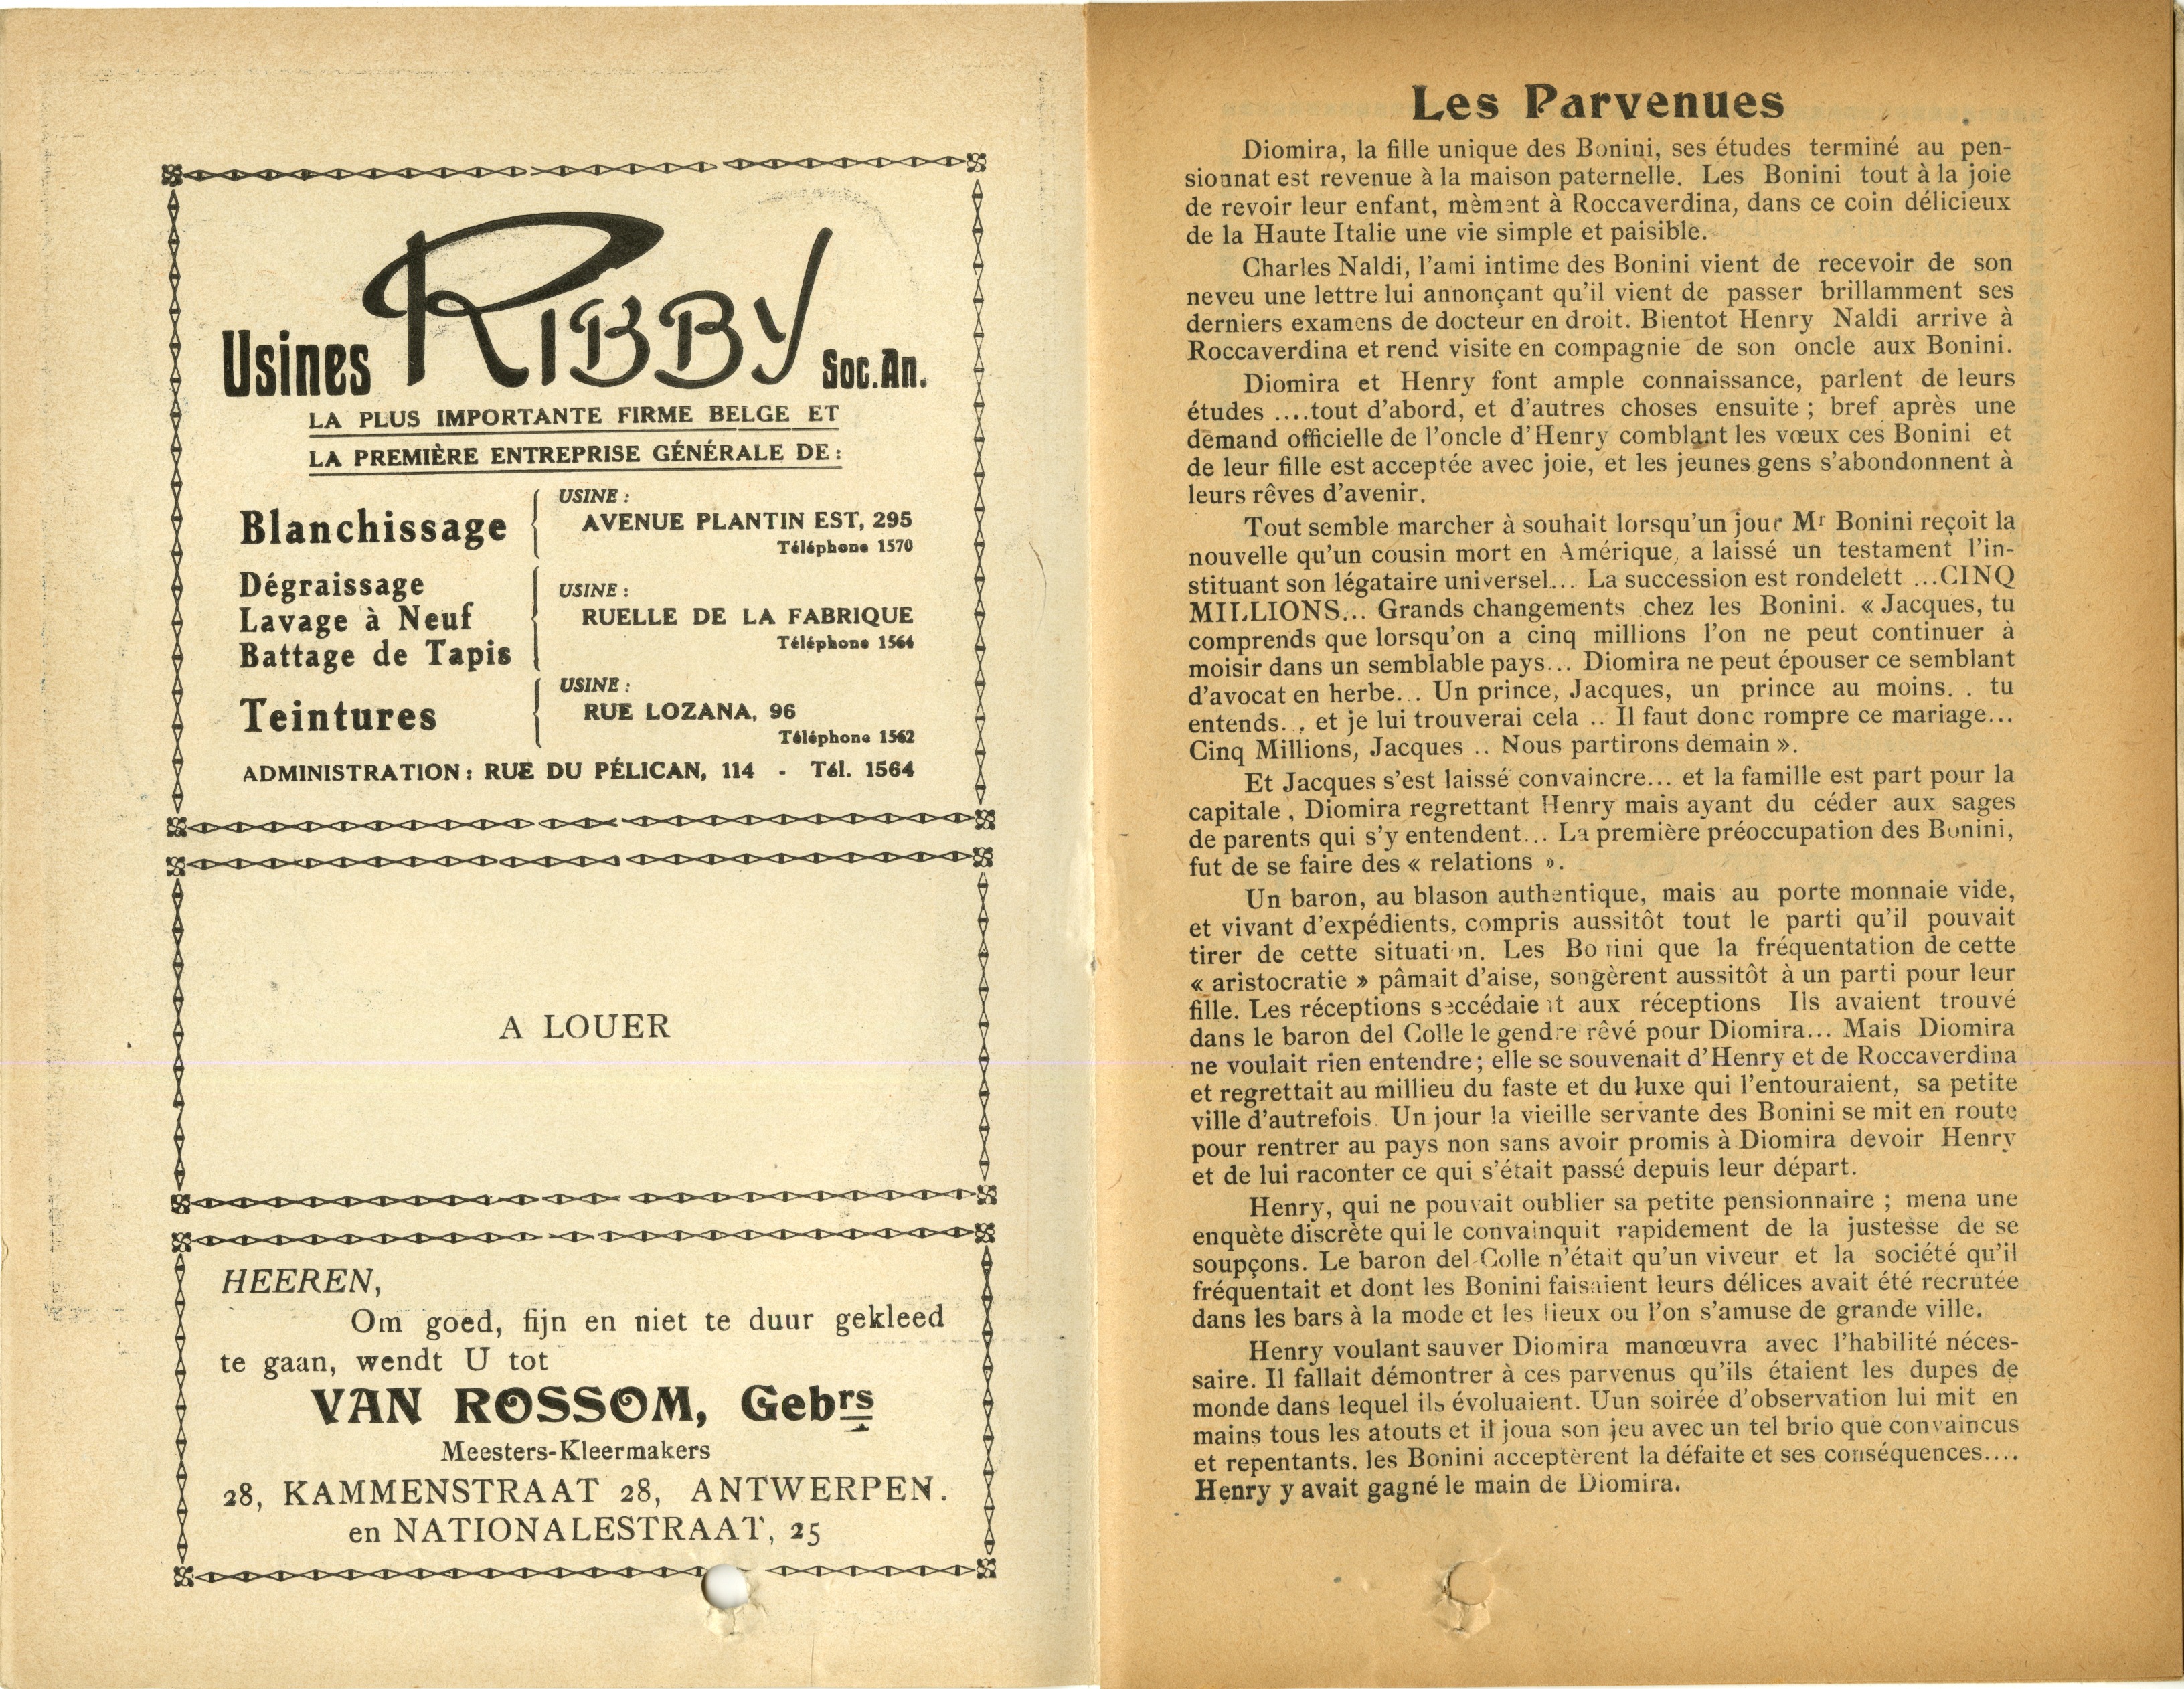 Usines RIBBY Soc. An.
LA PLUS IMPORTANTE FIRME BELGE ET
LA PREMIÈRE ENTREPRISE GÉNÉRALE DE :
Blanchissage
USINE :
AVENUE PLANTIN EST, 295
Téléphone 1570
Dégraissage
Lavage à Neuf
Battage de Tapis
USINE :
RUELLE DE LA FABRIQUE
Téléphone 1564
Teintures
USINE :
RUE LOZANA, 96
Téléphone 1562
ADMINISTRATION : RUE DU PÉLICAN, 114 - Tél. 1564
A LOUER
HEEREN,
Om goed, fijn en niet te duur gekleed
te gaan, wendt U tot
VAN ROSSOM, Gebrs
Meesters-Kleermakers
28, KAMMENSTRAAT 28, ANTWERPEN.
en NATIONALESTRAAT, 25
Les Parvenues
Diomira, la fille unique des Bonini, ses études terminé au pen-
sionnat est revenue à la maison paternelle. Les Bonini tout à la joie
de revoir leur enfant, mèment à Roccaverdina, dans ce coin délicieux
de la Haute Italie une vie simple et paisible.
Charles Naldi, l'ami intime des Bonini vient de recevoir de son
neveu une lettre lui annonçant qu'il vient de passer brillamment ses
derniers examens de docteur en droit. Bientot Henry Naldi arrive à
Roccaverdina et rend visite en compagnie de son oncle aux Bonini.
Diomira et Henry font ample connaissance, parlent de leurs
études ....tout d'abord, et d'autres choses ensuite ; bref après une
demand officielle de l'oncle d'Henry comblant les vœux ces Bonini et
de leur fille est acceptée avec joie, et les jeunes gens s'abondonnent à
leurs rêves d'avenir.
Tout semble marcher à souhait lorsqu'un jour Mr Bonini reçoit la
nouvelle qu'un cousin mort en Amérique, a laissé un testament l'in-
stituant son légataire universel... La succession est rondelett ...CINQ
MILLIONS... Grands changements chez les Bonini. « Jacques, tu
comprends que lorsqu'on a cinq millions l'on ne peut continuer à
moisir dans un semblable pays... Diomira ne peut épouser ce semblant
d'avocat en herbe. . Un prince, Jacques, un prince au moins. . tu
entends. . . et je lui trouverai cela .. Il faut donc rompre ce mariage...
Cinq Millions, Jacques .. Nous partirons demain ».
Et Jacques s'est laissé convaincre... et la famille est part pour la
capitale , Diomira regrettant Henry mais ayant du céder aux sages
de parents qui s'y entendent... La première préoccupation des Bonini,
fut de se faire des « relations ».
Un baron, au blason authentique, mais au porte monnaie vide,
et vivant d'expédients, compris aussitôt tout le parti qu'il pouvait
tirer de cette situation. Les Bonini que la fréquentation de cette
« aristocratie » pâmait d'aise, songèrent aussitôt à un parti pour leur
fille. Les réceptions seccédaient aux réceptions Ils avaient trouvé
dans le baron del Colle le gendre rêvé pour Diomira... Mais Diomira
ne voulait rien entendre ; elle se souvenait d'Henry et de Roccaverdina
et regrettait au millieu du faste et du luxe qui l'entouraient, sa petite
ville d'autrefois. Un jour la vieille servante des Bonini se mit en route
pour rentrer au pays non sans avoir promis à Diomira devoir Henry
et de lui raconter ce qui s'était passé depuis leur départ.
Henry, qui ne pouvait oublier sa petite pensionnaire ; mena une
enquète discrète qui le convainquit rapidement de la justesse de se
soupçons. Le baron del Colle n'était qu'un viveur et la société qu'il
fréquentait et dont les Bonini faisaient leurs délices avait été recrutée
dans les bars à la mode et les lieux ou l'on s'amuse de grande ville.
Henry voulant sauver Diomira manœuvra avec l'habilité néces-
saire. Il fallait démontrer à ces parvenus qu'ils étaient les dupes de
monde dans lequel ils évoluaient. Uun soirée d'observation lui mit en
mains tous les atouts et il joua son jeu avec un tel brio que convaincus
et repentants, les Bonini acceptèrent la défaite et ses conséquences....
Henry y avait gagné le main de Diomira.